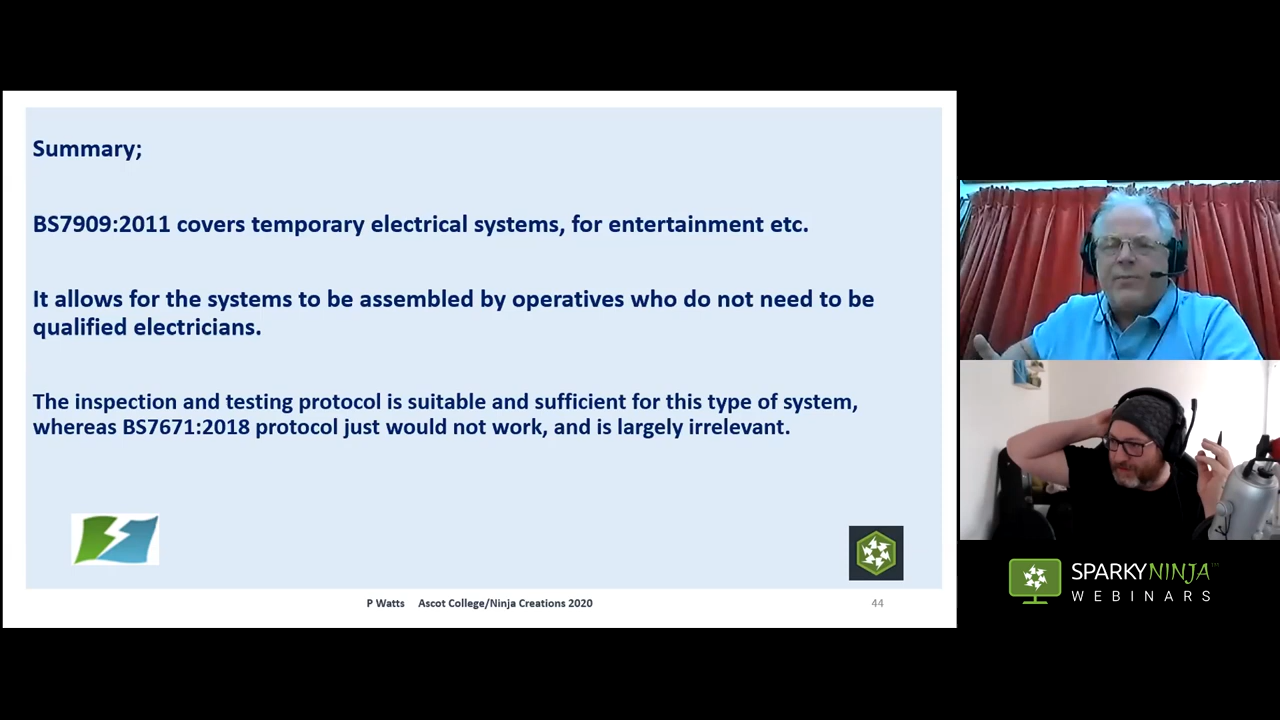 Summary;
BS7909:2011 covers temporary electrical systems, for entertainment etc.
It allows for the systems to be assembled by operatives who do not need to be
qualified electricians.
The inspection and testing protocol is suitable and sufficient for this type of system,
whereas BS7671:2018 protocol just would not work, and is largely irrelevant.
P Watts Ascot College/Ninja Creations 2020
44
SPARKYNINJA™
WEBINARS